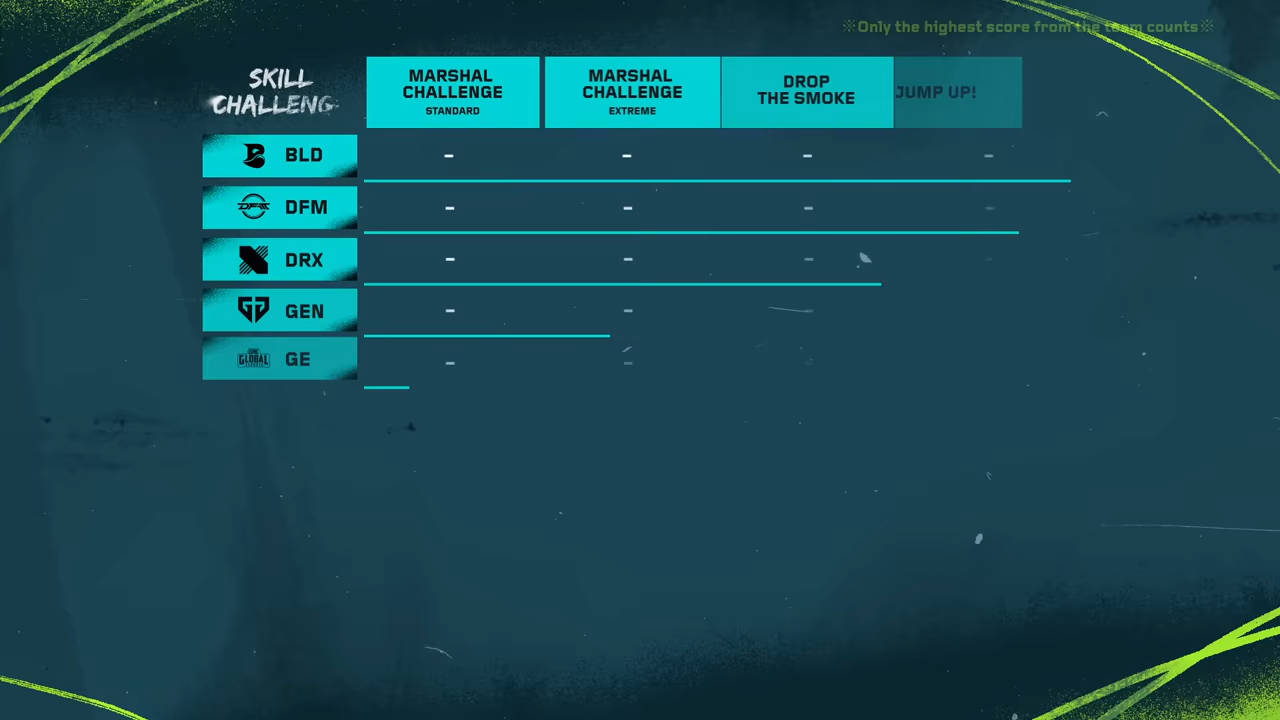 ※Only the highest score from the team counts※
SKILL
CHALLENG
MARSHAL
CHALLENGE
STANDARD
MARSHAL
CHALLENGE
EXTREME
DROP
THE SMOKE
JUMP UP!
BLD - - - -
DFM - - - -
DRX - - - -
GEN - - -
GLOBAL
GE - - -